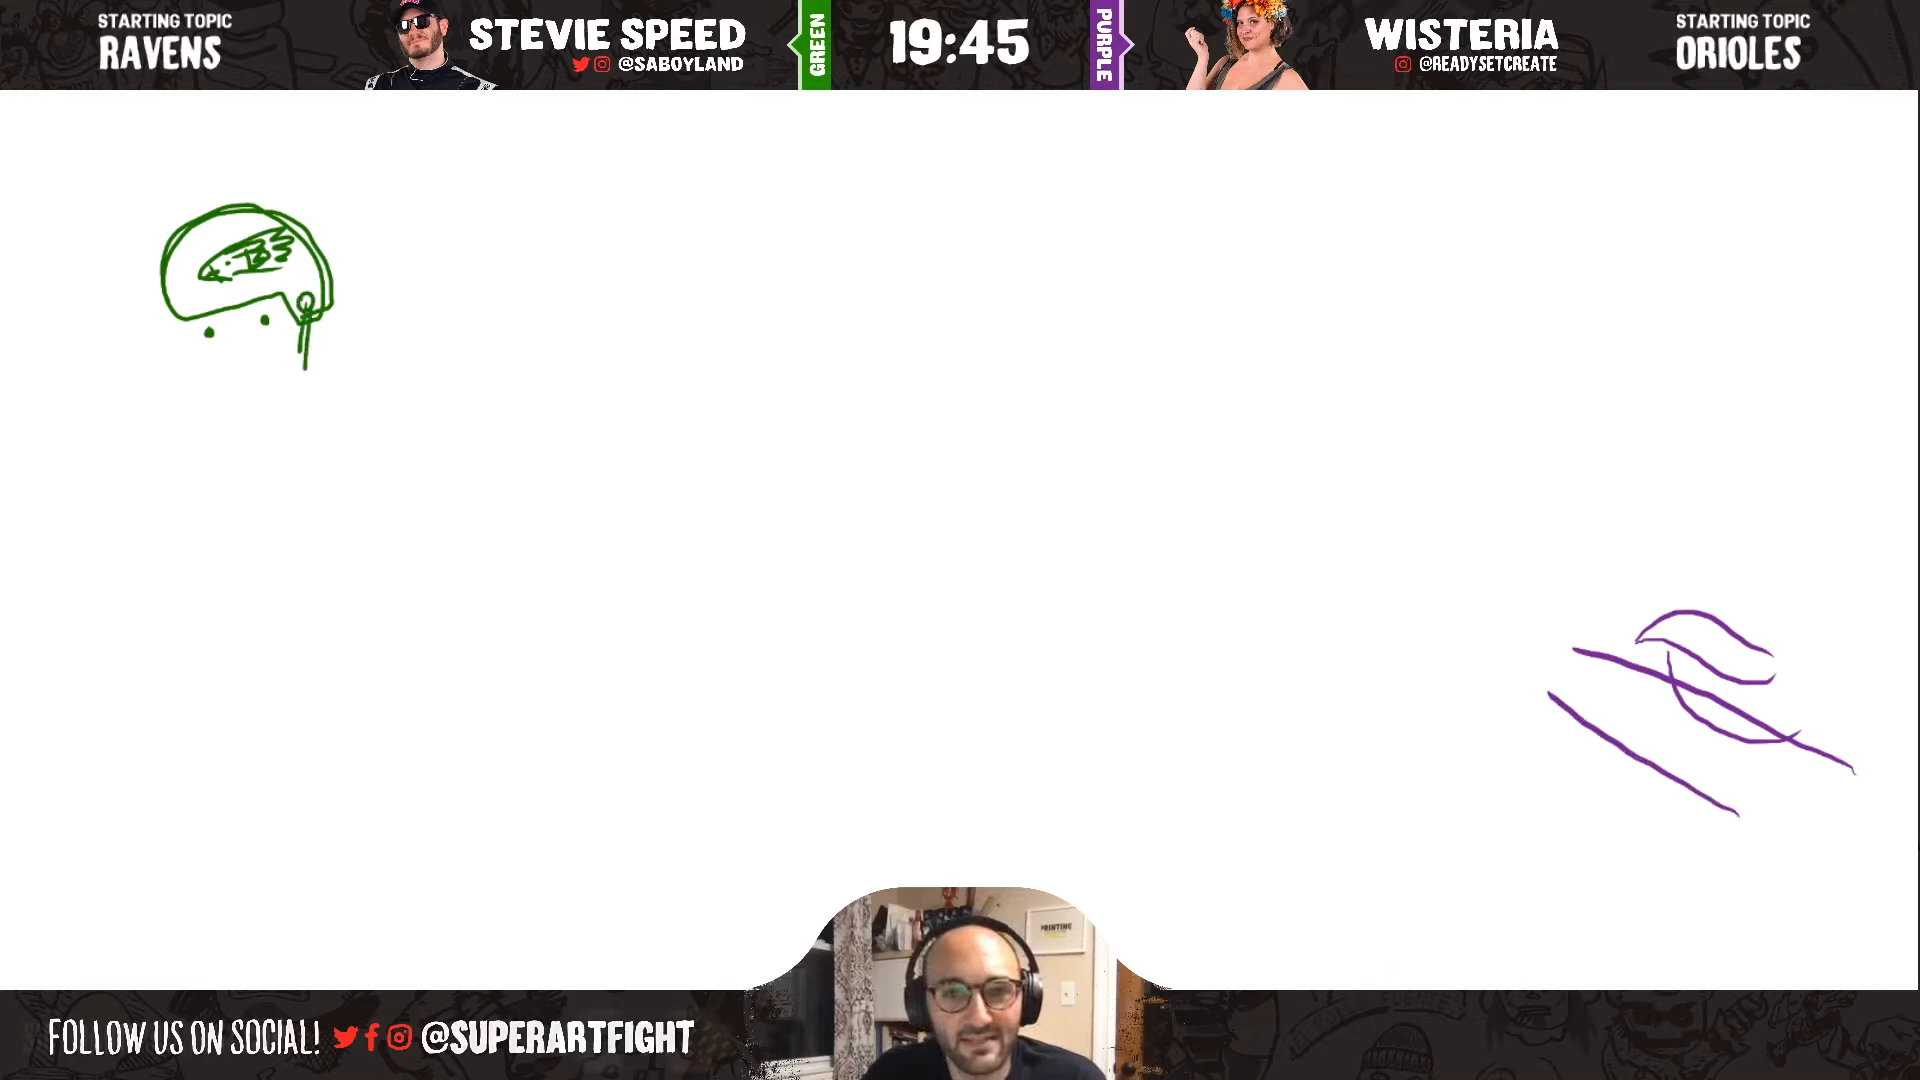 STARTING TOPIC
RAVENS
STEVIE SPEED
@SABOYLAND
GREEN
19:45
PURPLE
WISTERIA
@READYSETCREATE
STARTING TOPIC
ORIOLES
PRINTING
FOLLOW US ON SOCIAL! @SUPERARTFIGHT